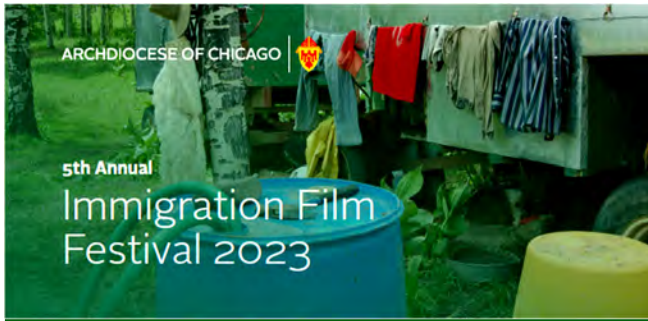 ARCHDIOCESE OF CHICAGO
5th Annual
Immigration Film
Festival 2023